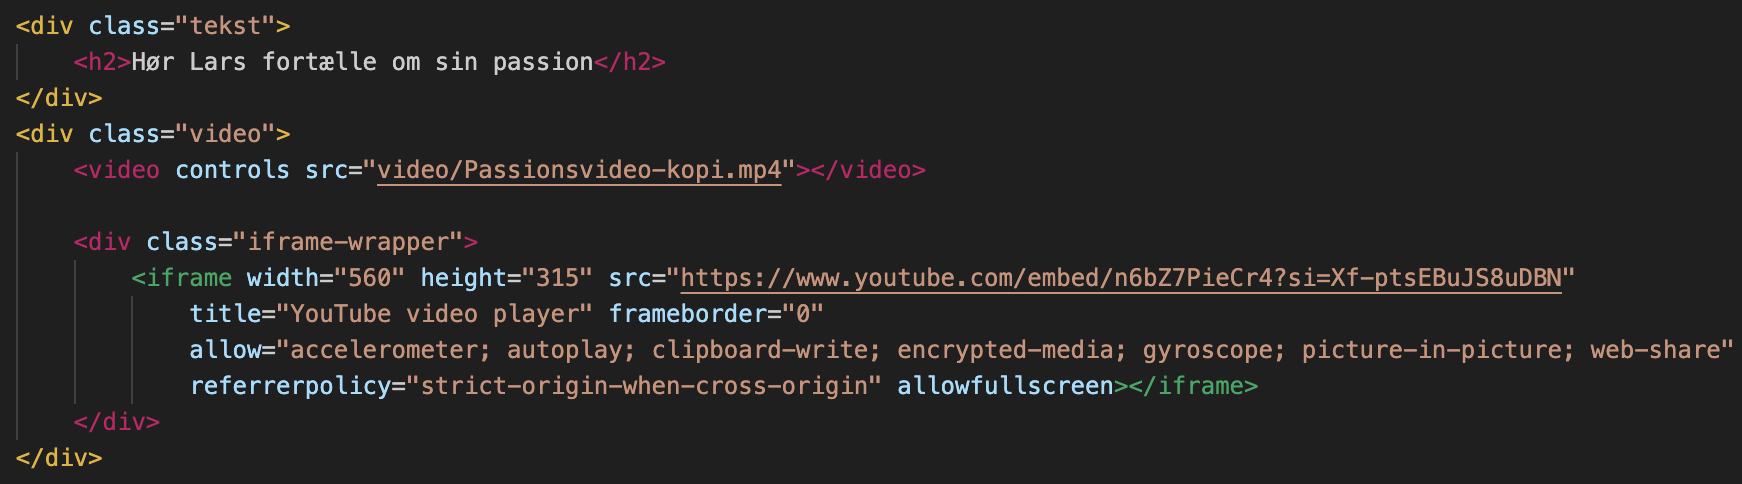 <div class="tekst">
    <h2>Hør Lars fortælle om sin passion</h2>
</div>
<div class="video">
    <video controls src="video/Passionsvideo-kopi.mp4"></video>

    <div class="iframe-wrapper">
        <iframe width="560" height="315" src="https://www.youtube.com/embed/n6bZ7PieCr4?si=Xf-ptsEBuJS8uDBN"
            title="YouTube video player" frameborder="0"
            allow="accelerometer; autoplay; clipboard-write; encrypted-media; gyroscope; picture-in-picture; web-share"
            referrerpolicy="strict-origin-when-cross-origin" allowfullscreen></iframe>
    </div>
</div>